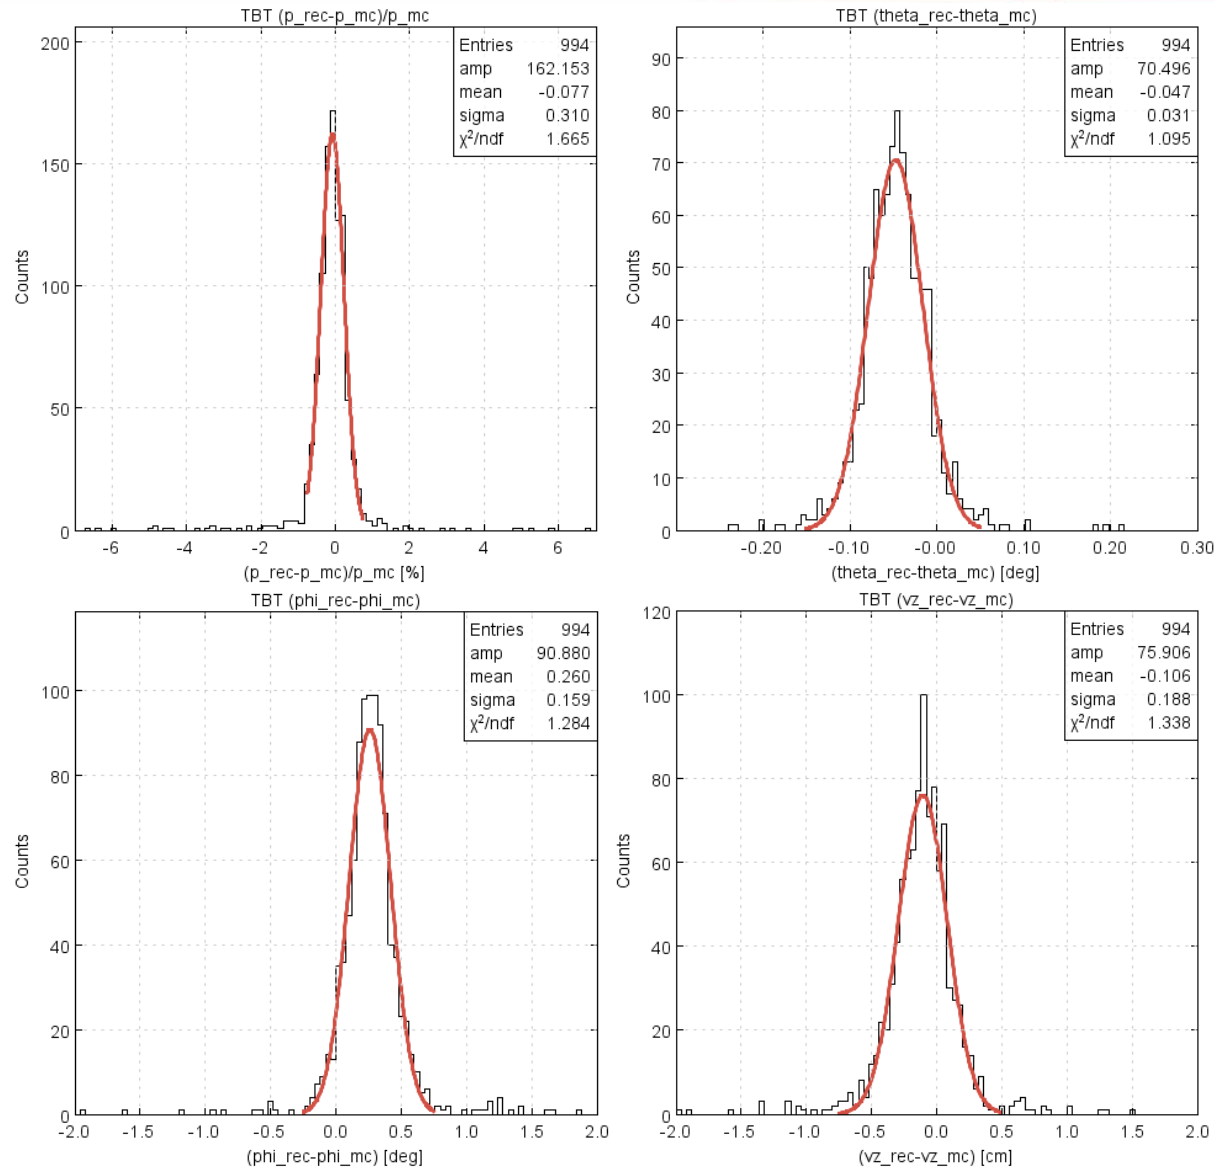 TBT (p_rec-p_mc)/p_mc
200
150
100
50
0
Counts
Entries 994
amp 162.153
mean -0.077
sigma 0.310
χ²/ndf 1.665
-6 -4 -2 0 2 4 6
(p_rec-p_mc)/p_mc [%]
TBT (theta_rec-theta_mc)
90
80
70
60
50
40
30
20
10
0
Counts
Entries 994
amp 70.496
mean -0.047
sigma 0.031
χ²/ndf 1.095
-0.20 -0.10 -0.00 0.10 0.20 0.30
(theta_rec-theta_mc) [deg]
TBT (phi_rec-phi_mc)
100
80
60
40
20
0
Counts
Entries 994
amp 90.880
mean 0.260
sigma 0.159
χ²/ndf 1.284
-2.0 -1.5 -1.0 -0.5 0.0 0.5 1.0 1.5 2.0
(phi_rec-phi_mc) [deg]
TBT (vz_rec-vz_mc)
120
100
80
60
40
20
0
Counts
Entries 994
amp 75.906
mean -0.106
sigma 0.188
χ²/ndf 1.338
-2.0 -1.5 -1.0 -0.5 0.0 0.5 1.0 1.5 2.0
(vz_rec-vz_mc) [cm]